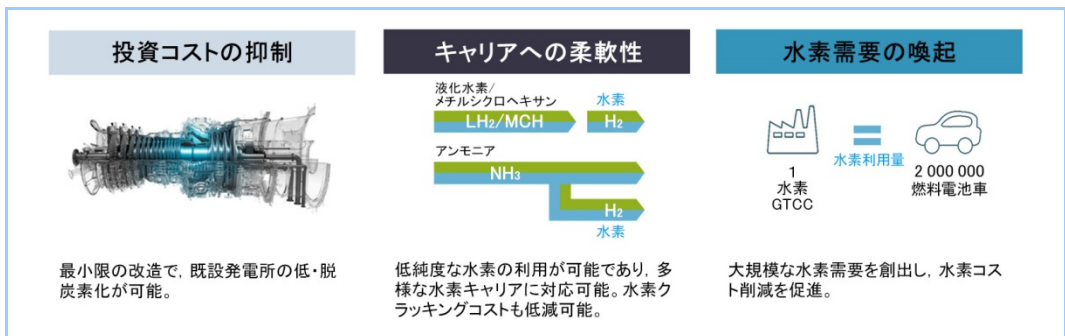 投資コストの抑制
最小限の改造で，既設発電所の低・脱
炭素化が可能。
キャリアへの柔軟性
液化水素/
メチルシクロヘキサン
水素
LH₂/MCH
H₂
アンモニア
NH₃
H₂
水素
低純度な水素の利用が可能であり，多
様な水素キャリアに対応可能。水素ク
ラッキングコストも低減可能。
水素需要の喚起
水素利用量
1
水素
GTCC
2 000 000
燃料電池車
大規模な水素需要を創出し，水素コス
ト削減を促進。